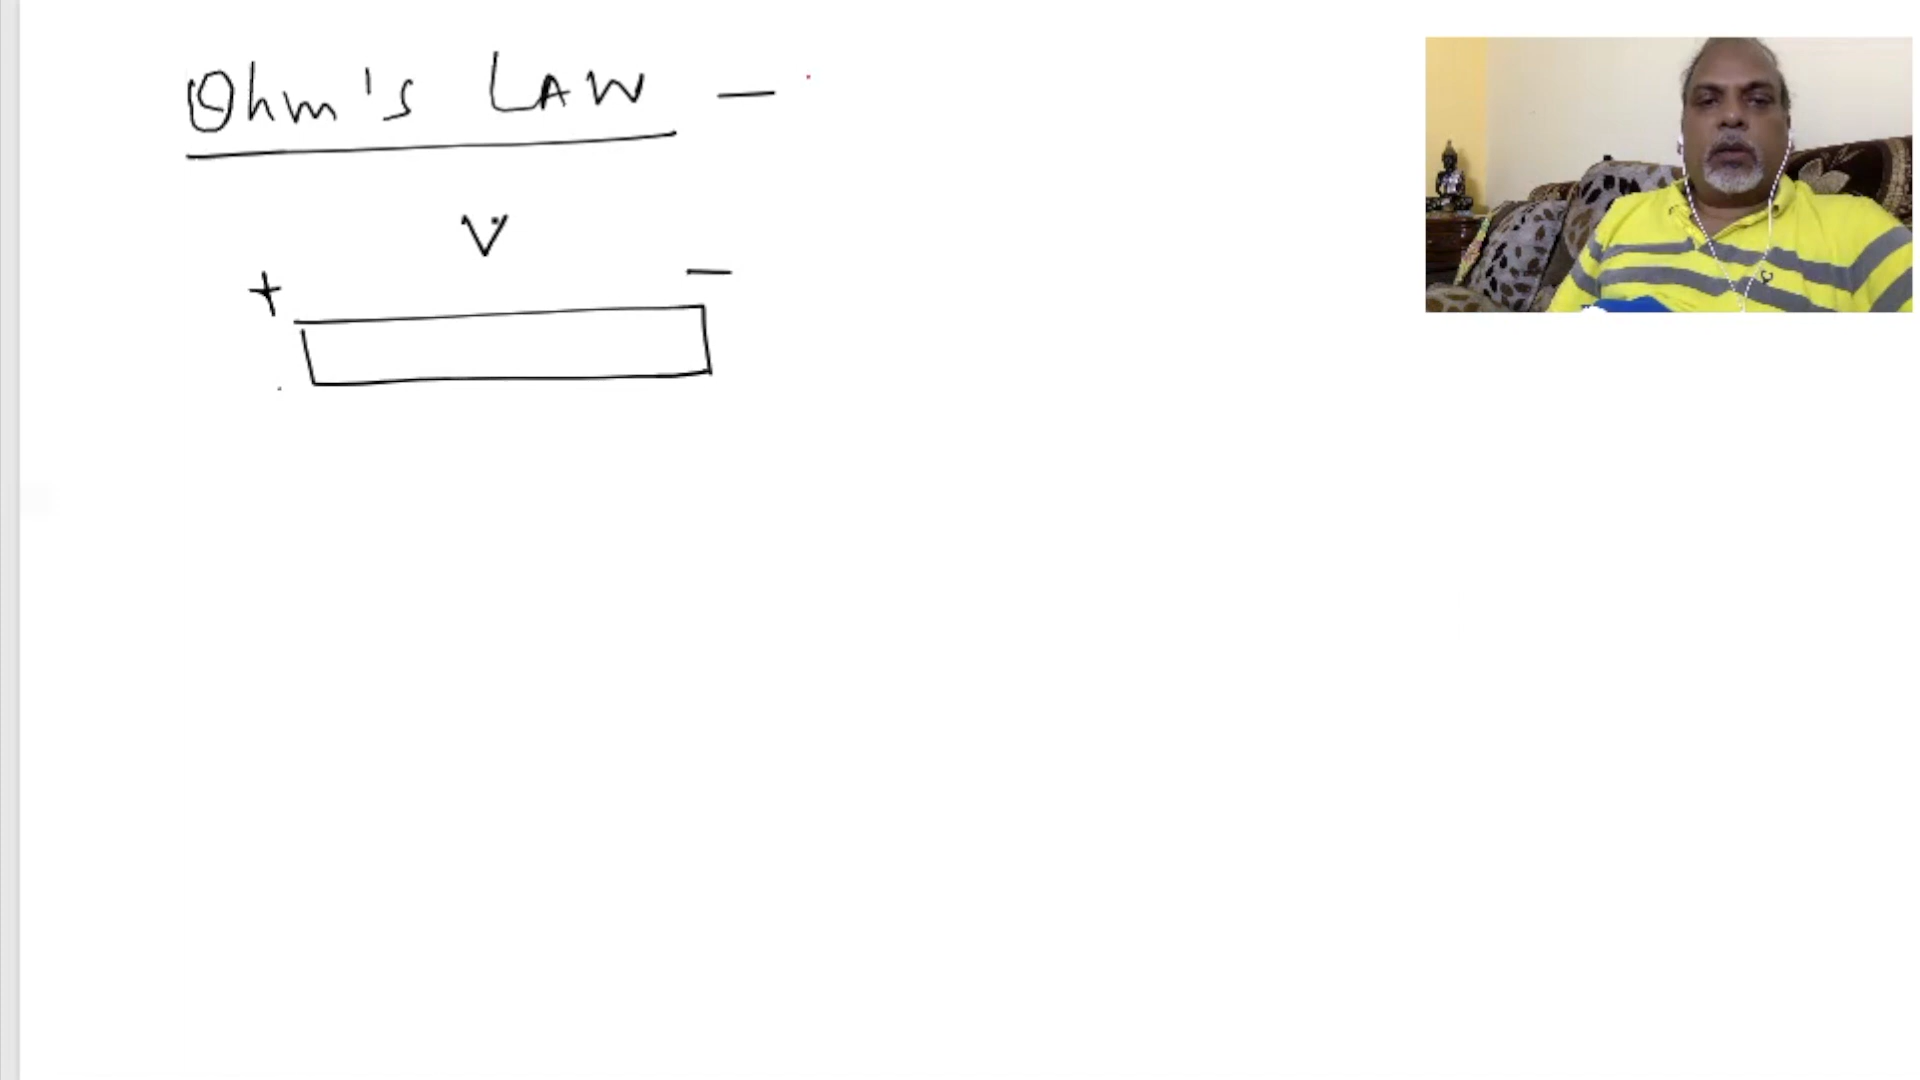 Ohm's LAW –
V
+ –